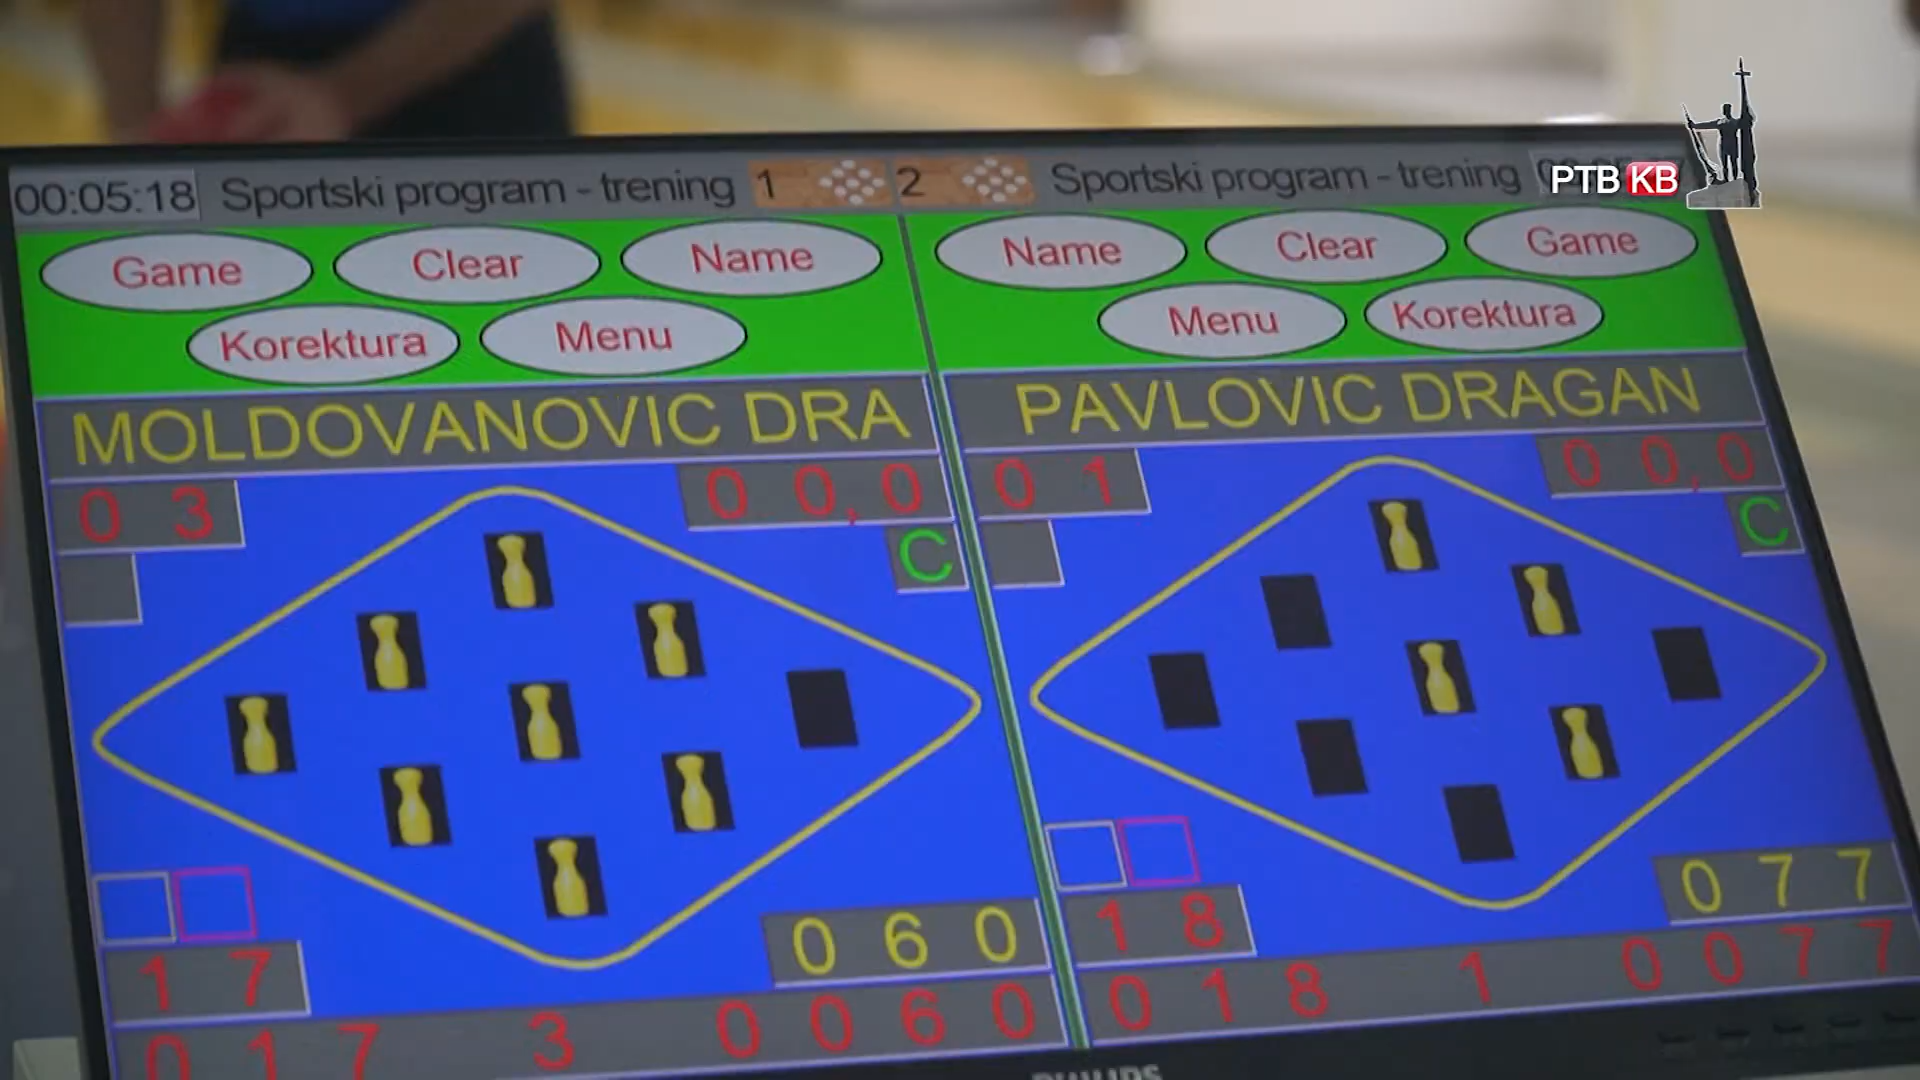 РТВ КВ
00:05:18 Sportski program - trening 1 2 Sportski program - trening
Game Clear Name
Korektura Menu
Name Clear Game
Menu Korektura
MOLDOVANOVIC DRA
0 3 0 0,0
C
1 7
0 6 0
0 1 7 3 0 0 6 0
PAVLOVIC DRAGAN
0 1 0 0,0
C
0 7 7
1 8
0 1 8 1 0 0 7 7
PHILIPS